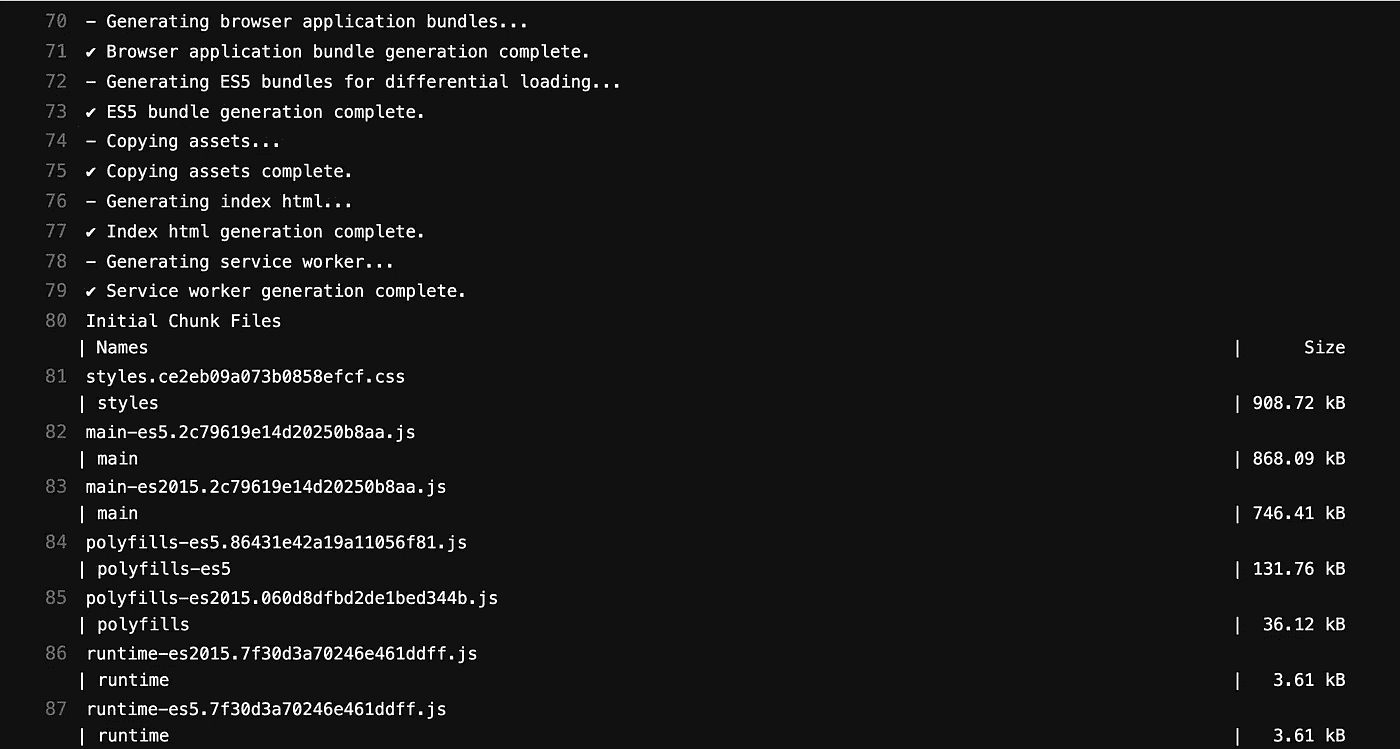 70 - Generating browser application bundles...
71 ✔ Browser application bundle generation complete.
72 - Generating ES5 bundles for differential loading...
73 ✔ ES5 bundle generation complete.
74 - Copying assets...
75 ✔ Copying assets complete.
76 - Generating index html...
77 ✔ Index html generation complete.
78 - Generating service worker...
79 ✔ Service worker generation complete.
80 Initial Chunk Files
| Names | Size
81 styles.ce2eb09a073b0858efcf.css
| styles | 908.72 kB
82 main-es5.2c79619e14d20250b8aa.js
| main | 868.09 kB
83 main-es2015.2c79619e14d20250b8aa.js
| main | 746.41 kB
84 polyfills-es5.86431e42a19a11056f81.js
| polyfills-es5 | 131.76 kB
85 polyfills-es2015.060d8dfbd2de1bed344b.js
| polyfills | 36.12 kB
86 runtime-es2015.7f30d3a70246e461ddff.js
| runtime | 3.61 kB
87 runtime-es5.7f30d3a70246e461ddff.js
| runtime | 3.61 kB